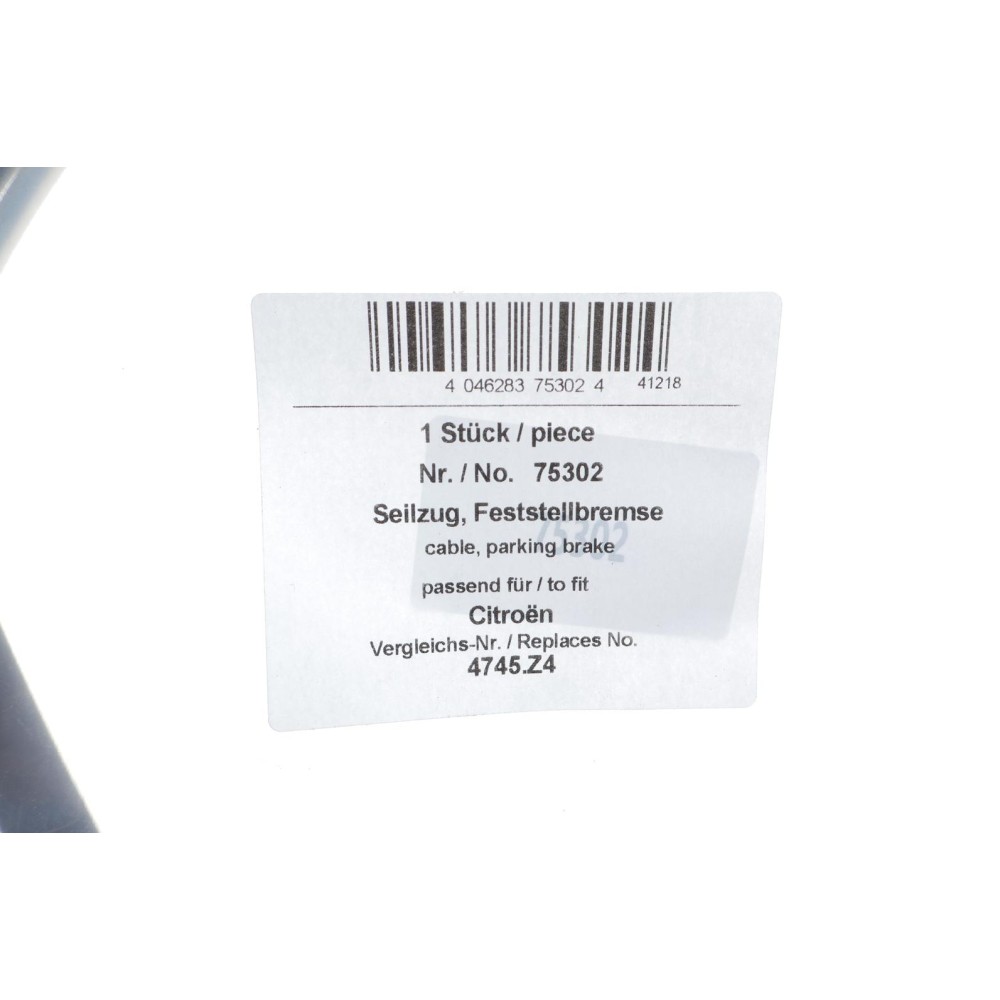 4 046283 75302 4 41218
1 Stück / piece
Nr. / No. 75302
Seilzug, Feststellbremse
75302
cable, parking brake
passend für / to fit
Citroën
Vergleichs-Nr. / Replaces No.
4745.Z4